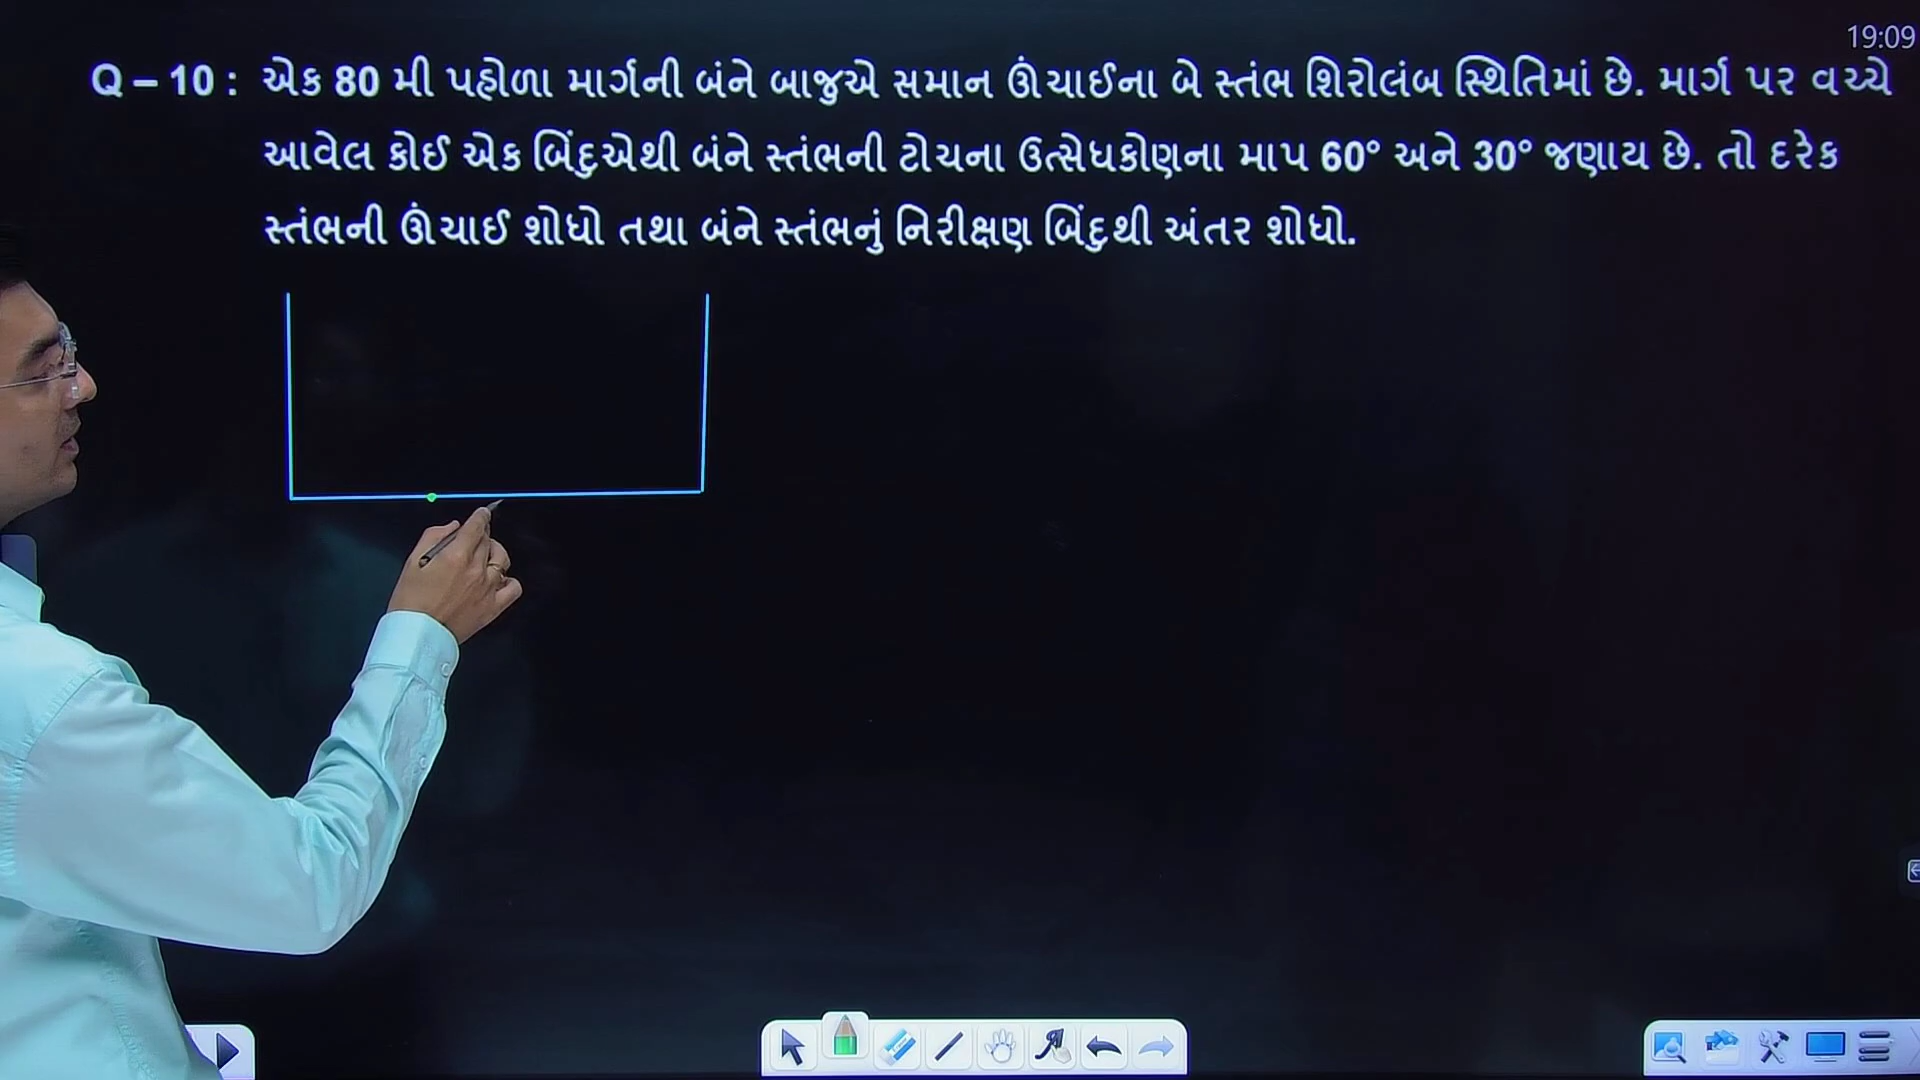 19:09
Q – 10 : એક 80 મી પહોળા માર્ગની બંને બાજુએ સમાન ઊંચાઈના બે સ્તંભ શિરોલંબ સ્થિતિમાં છે. માર્ગ પર વચ્ચે
આવેલ કોઈ એક બિંદુએથી બંને સ્તંભની ટોચના ઉત્સેધકોણના માપ 60° અને 30° જણાય છે. તો દરેક
સ્તંભની ઊંચાઈ શોધો તથા બંને સ્તંભનું નિરીક્ષણ બિંદુથી અંતર શોધો.